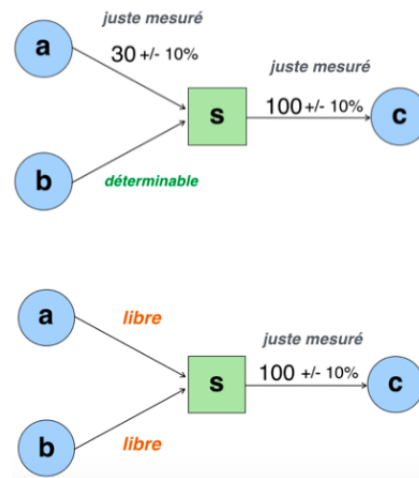 juste mesuré
a
30 +/- 10%
juste mesuré
s
100 +/- 10%
c
b
déterminable
a
libre
juste mesuré
s
100 +/- 10%
c
b
libre